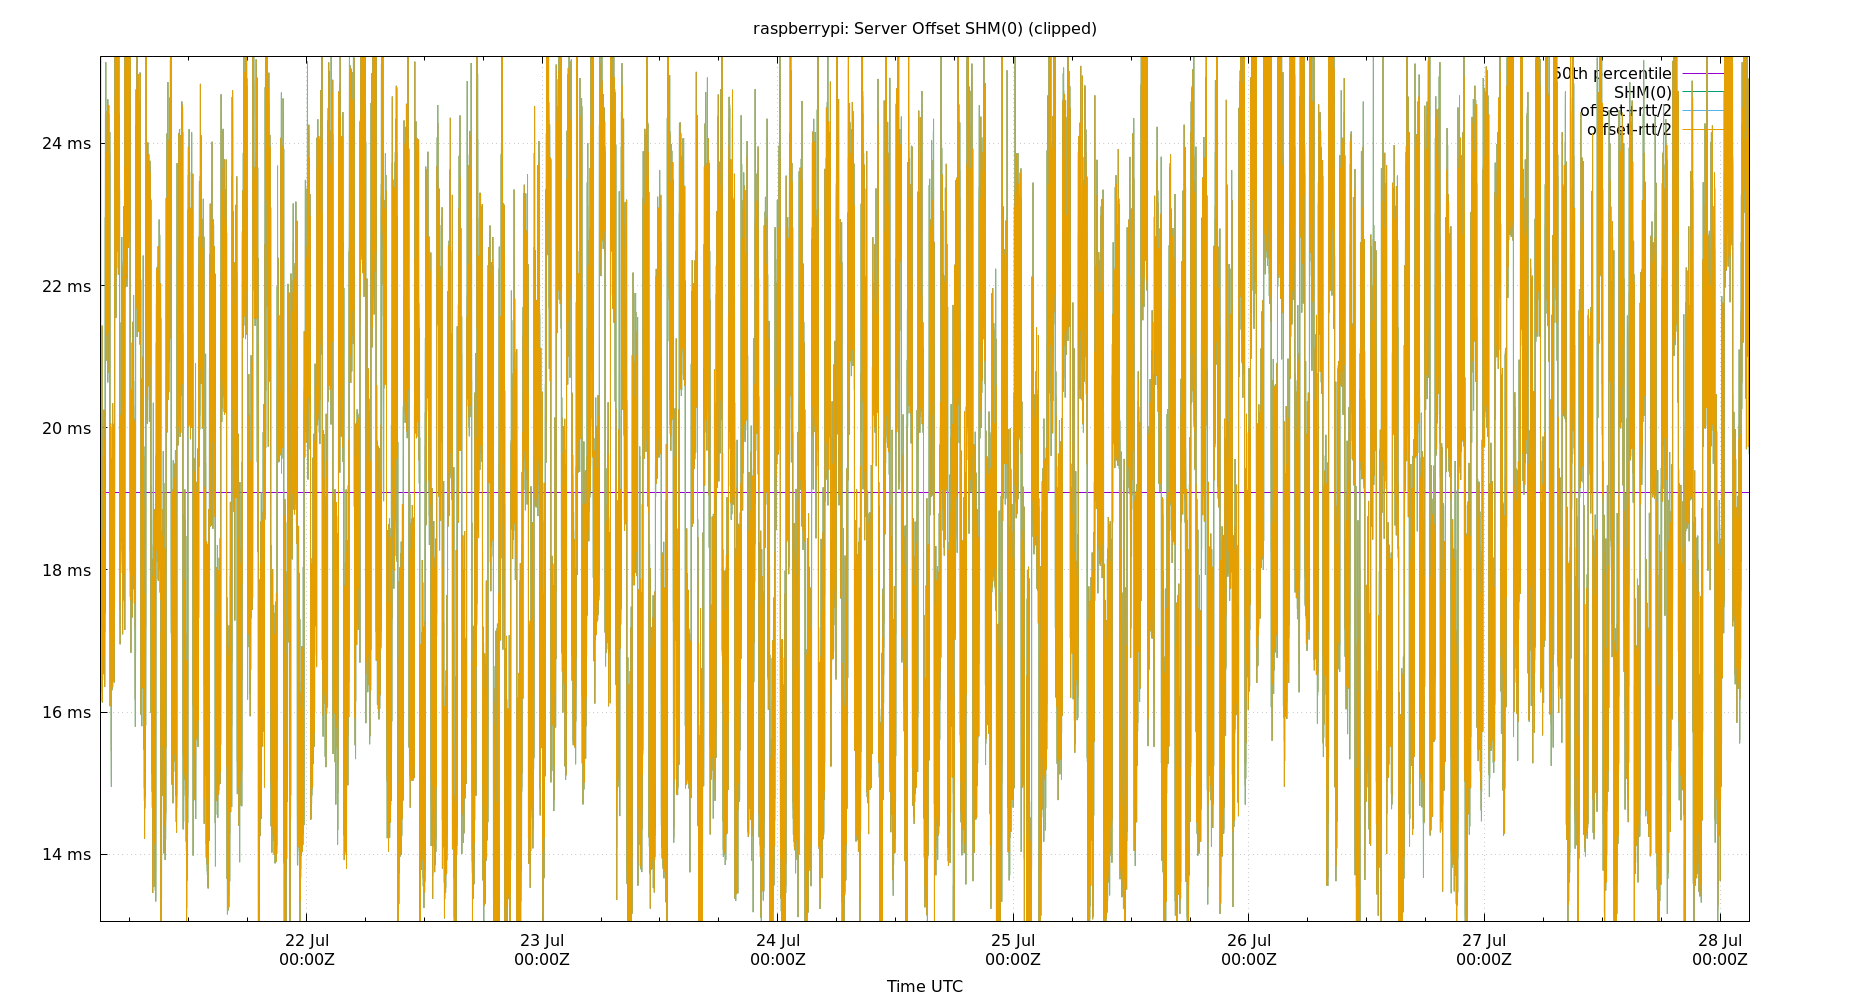 raspberrypi: Server Offset SHM(0) (clipped)
50th percentile
SHM(0)
offset+rtt/2
offset-rtt/2
24 ms
22 ms
20 ms
18 ms
16 ms
14 ms
22 Jul 23 Jul 24 Jul 25 Jul 26 Jul 27 Jul 28 Jul
00:00Z 00:00Z 00:00Z 00:00Z 00:00Z 00:00Z 00:00Z
Time UTC